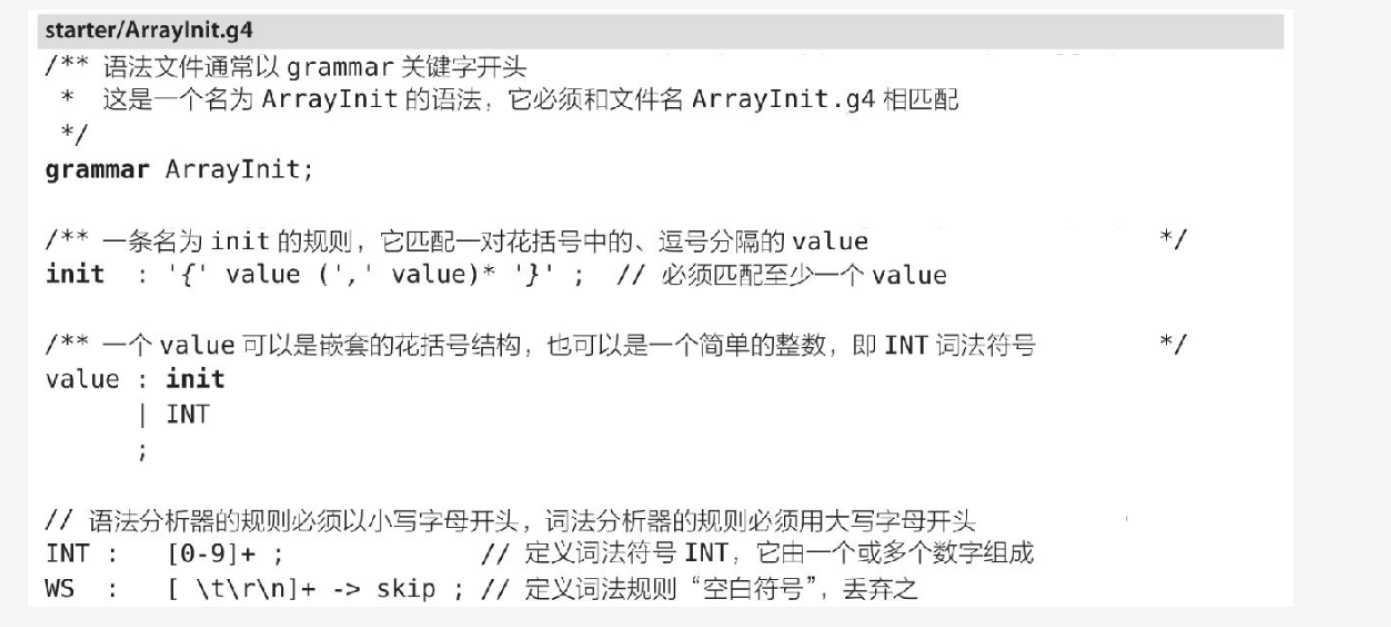 starter/ArrayInit.g4
/** 语法文件通常以 grammar 关键字开头
 *  这是一个名为 ArrayInit 的语法，它必须和文件名 ArrayInit.g4 相匹配
 */
grammar ArrayInit;
/** 一条名为 init 的规则，它匹配一对花括号中的、逗号分隔的 value */
init  : '{' value (',' value)* '}' ;  // 必须匹配至少一个 value
/** 一个 value 可以是嵌套的花括号结构，也可以是一个简单的整数，即 INT 词法符号 */
value : init
      | INT
      ;
// 语法分析器的规则必须以小写字母开头，词法分析器的规则必须用大写字母开头
INT :   [0-9]+ ;             // 定义词法符号 INT，它由一个或多个数字组成
WS  :   [ \t\r\n]+ -> skip ; // 定义词法规则“空白符号”，丢弃之